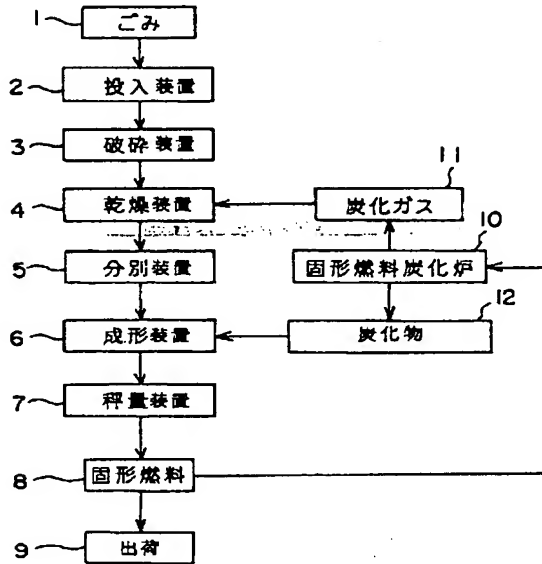 1 ごみ
2 投入装置
3 破砕装置
11
4 乾燥装置 炭化ガス
10
5 分別装置 固形燃料炭化炉
12
6 成形装置 炭化物
7 秤量装置
8 固形燃料
9 出荷